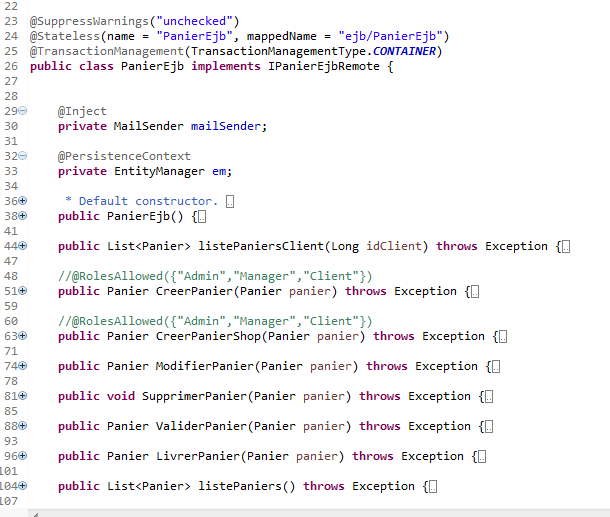 22
23 @SuppressWarnings("unchecked")
24 @Stateless(name = "PanierEjb", mappedName = "ejb/PanierEjb")
25 @TransactionManagement(TransactionManagementType.CONTAINER)
26 public class PanierEjb implements IPanierEjbRemote {
27
28
29 @Inject
30 private MailSender mailSender;
31
32 @PersistenceContext
33 private EntityManager em;
34
36 * Default constructor.
38 public PanierEjb() {
41
44 public List<Panier> listePaniersClient(Long idClient) throws Exception {
47
48 //@RolesAllowed({"Admin","Manager","Client"})
51 public Panier CreerPanier(Panier panier) throws Exception {
59
60 //@RolesAllowed({"Admin","Manager","Client"})
63 public Panier CreerPanierShop(Panier panier) throws Exception {
71
74 public Panier ModifierPanier(Panier panier) throws Exception {
78
81 public void SupprimerPanier(Panier panier) throws Exception {
85
88 public Panier ValiderPanier(Panier panier) throws Exception {
93
96 public Panier LivrerPanier(Panier panier) throws Exception {
101
104 public List<Panier> listePaniers() throws Exception {
107